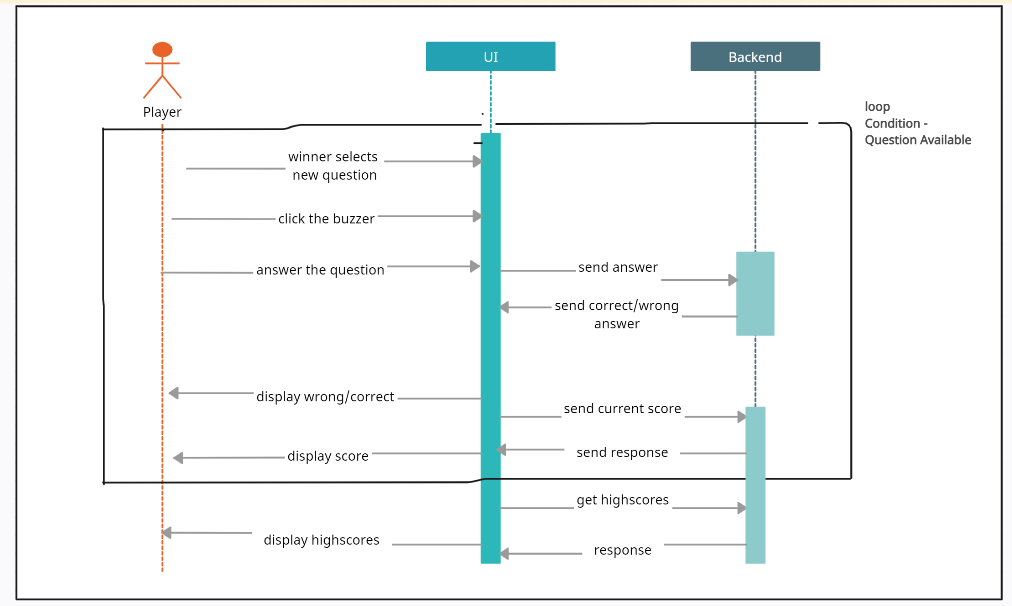 UI
Backend
Player
loop
Condition -
Question Available
winner selects
new question
click the buzzer
answer the question
send answer
send correct/wrong
answer
display wrong/correct
send current score
display score
send response
get highscores
display highscores
response